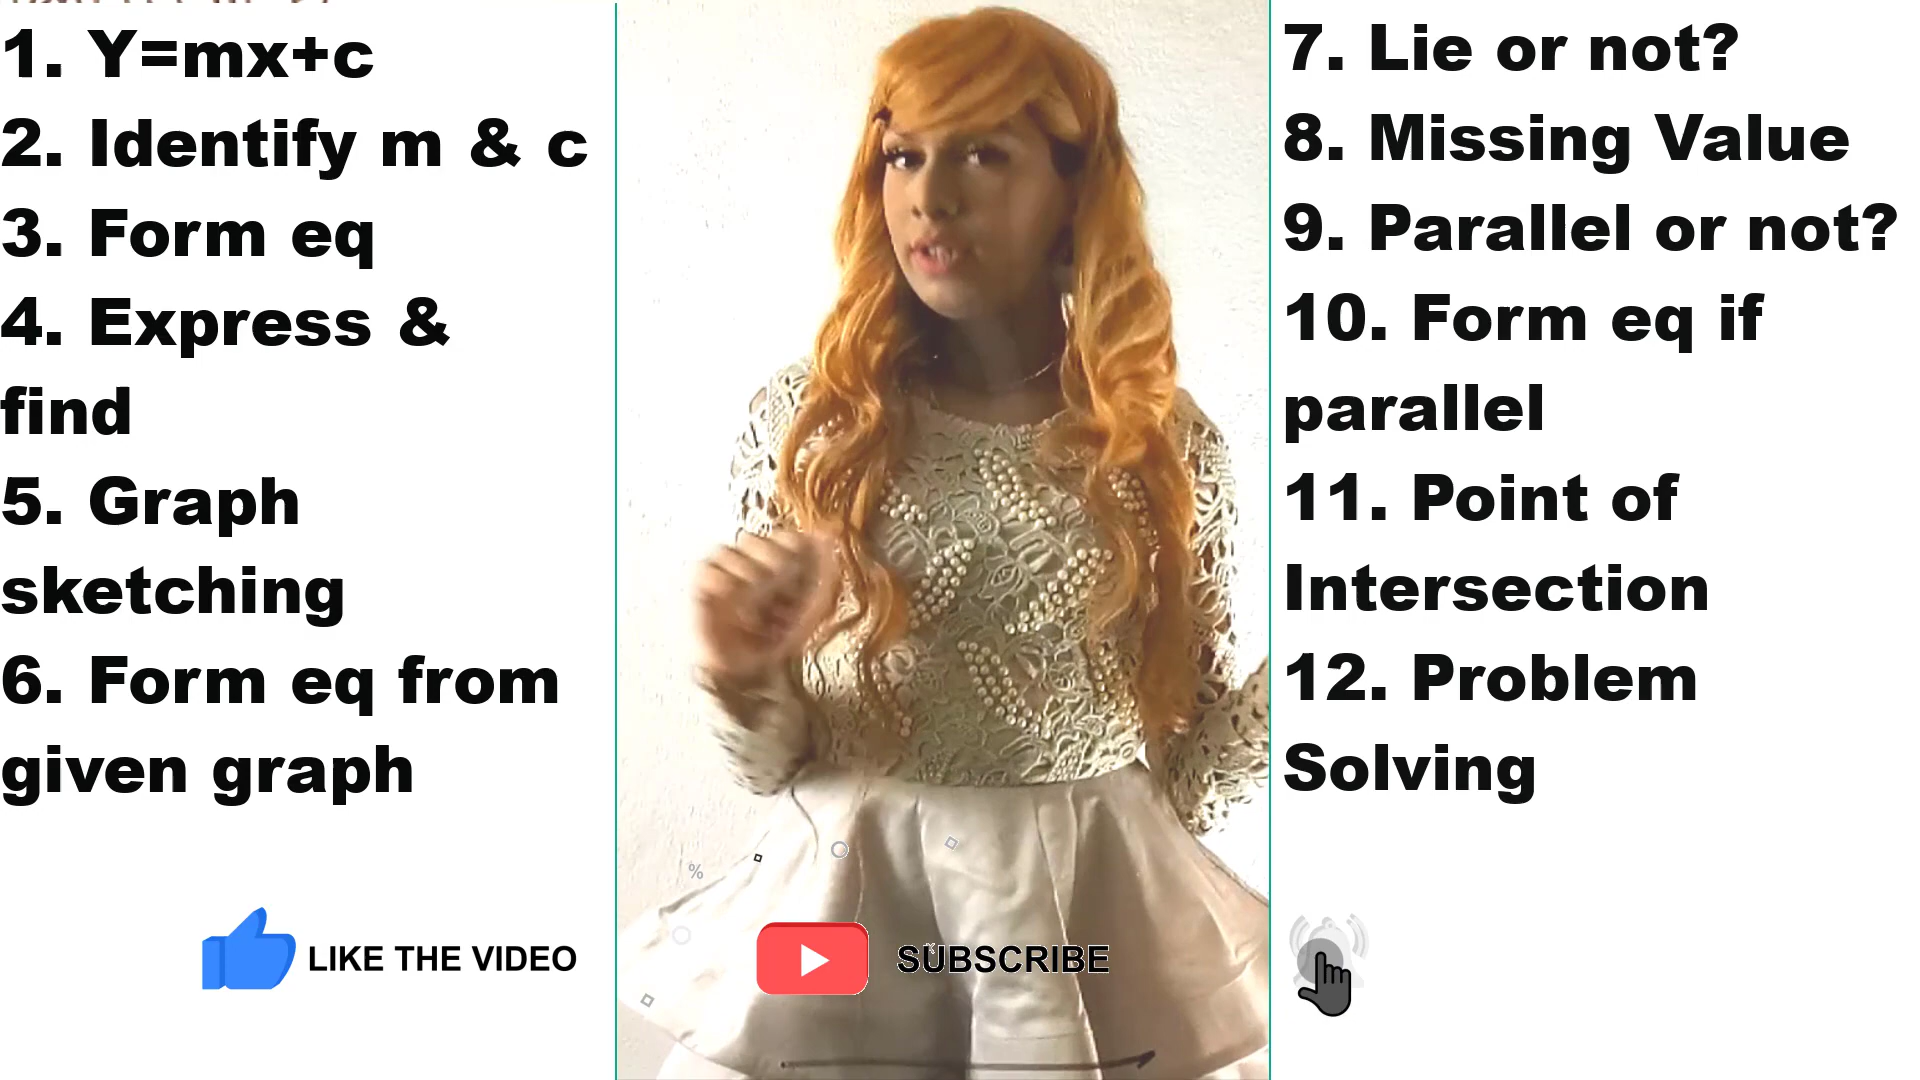 1. Y=mx+c
2. Identify m & c
3. Form eq
4. Express &
find
5. Graph
sketching
6. Form eq from
given graph
7. Lie or not?
8. Missing Value
9. Parallel or not?
10. Form eq if
parallel
11. Point of
Intersection
12. Problem
Solving
%
LIKE THE VIDEO
SUBSCRIBE